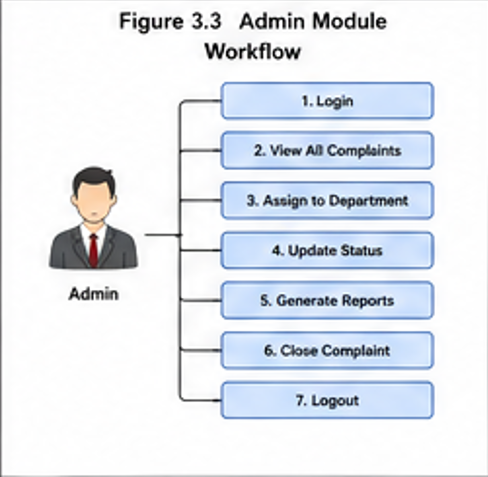 Figure 3.3 Admin Module
Workflow
1. Login
2. View All Complaints
3. Assign to Department
4. Update Status
5. Generate Reports
6. Close Complaint
7. Logout
Admin